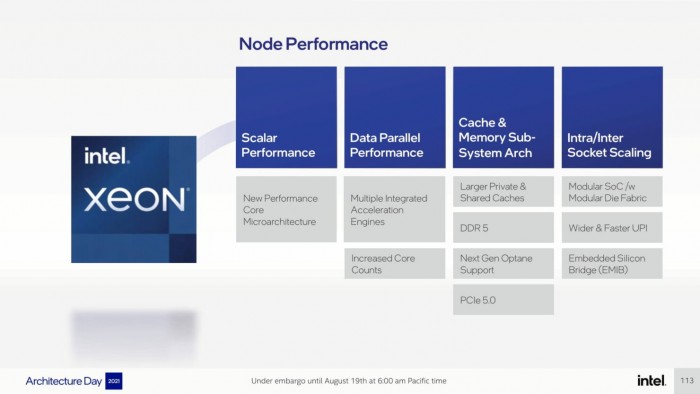 Node Performance
intel.
xeon
Scalar
Performance
New Performance
Core
Microarchitecture
Data Parallel
Performance
Multiple Integrated
Acceleration
Engines
Increased Core
Counts
Cache &
Memory Sub-
System Arch
Larger Private &
Shared Caches
DDR 5
Next Gen Optane
Support
PCIe 5.0
Intra/Inter
Socket Scaling
Modular SoC /w
Modular Die Fabric
Wider & Faster UPI
Embedded Silicon
Bridge (EMIB)
Architecture Day 2021
Under embargo until August 19th at 6:00 am Pacific time
intel.
113